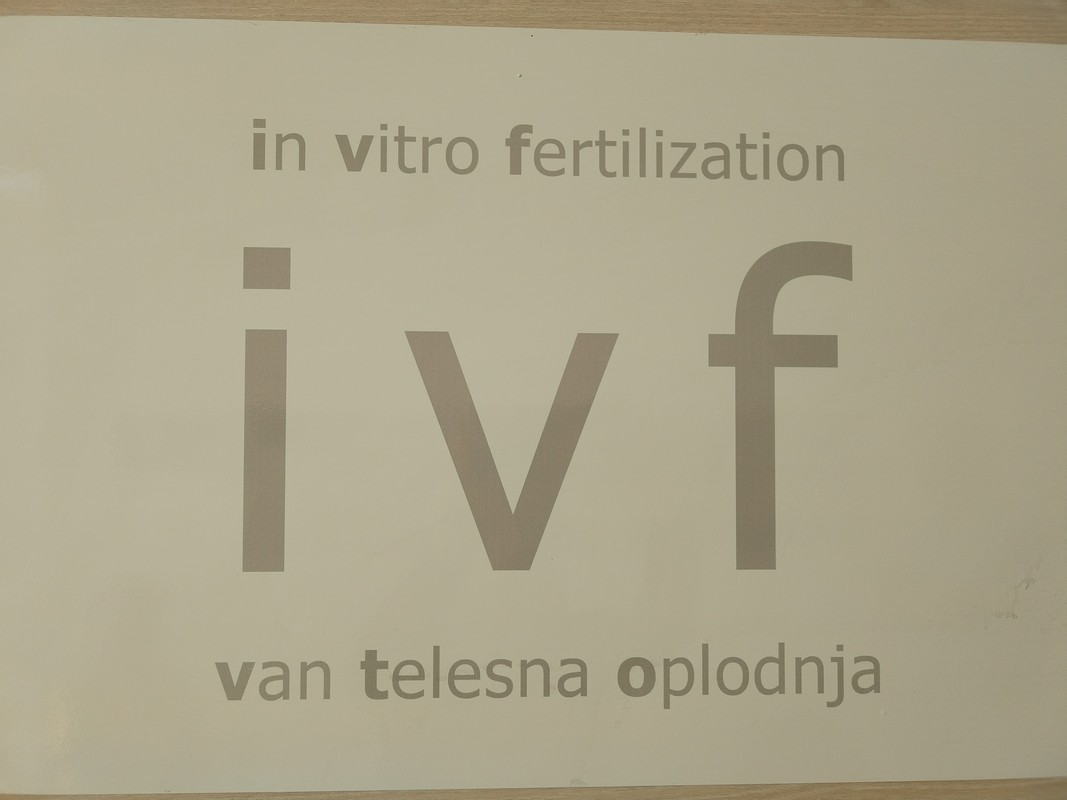 in vitro fertilization
i v f
van telesna oplodnja